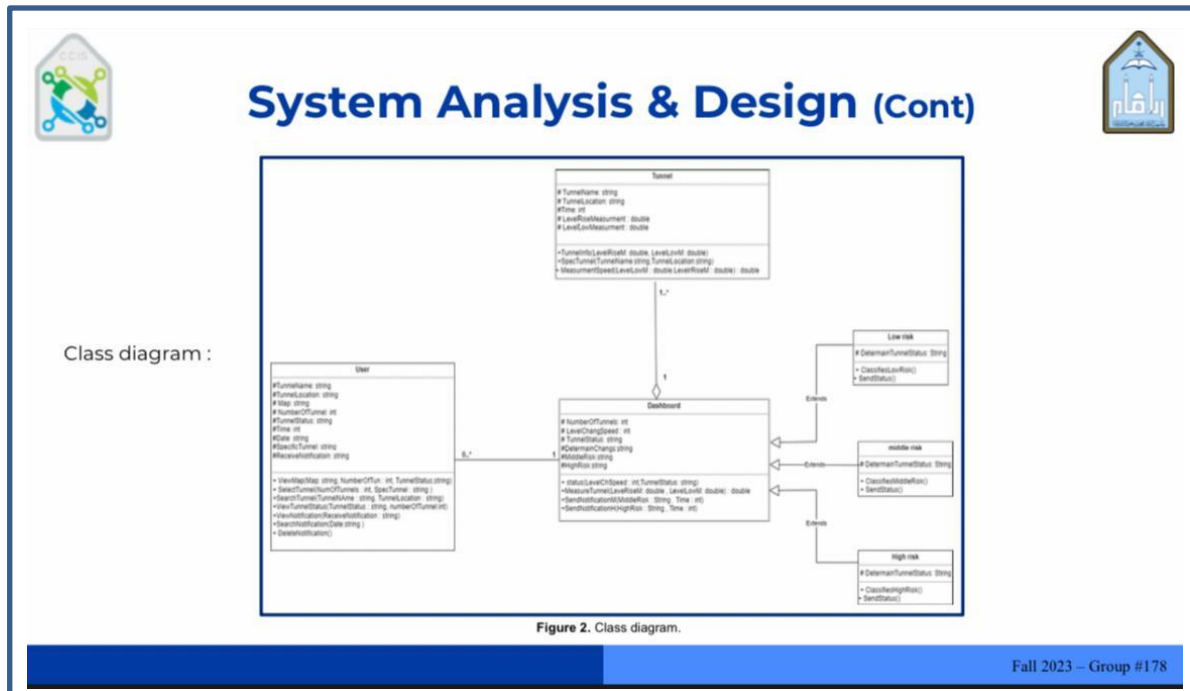 CCIS
System Analysis & Design (Cont)
Class diagram :
Tunnel
# TunnelName: string
# TunnelLocation: string
#Time: int
# LevelRiseMeasurment : double
# LevelLowMeasurment : double
+TunnelInfo(LevelRiseM: double, LevelLowM: double)
+SpecTunnel(TunnelName:string,TunnelLocation:string)
+ MeasurmentSpeed(LevelLowM : double,LevelRiseM : double) : double
1..*
1
User
#TunnelName: string
#TunnelLocation: string
# Map: string
# NumberOfTunnel: int
#TunnelStatus: string
#Time: int
#Date: string
#SpecificTunnel: string
#ReceveNotification: string
+ ViewMap(Map: string, NumberOfTun: int, TunnelStatus:string)
+ SelectTunnel(NumOfTunnels : int, SpecTunnel: string )
+SearchTunnel(TunnelName : string, TunnelLocation : string)
+ViewTunnelStatus(TunnelStatus : string, numberOfTunnel:int)
+ViewNotification(ReceveNotification : string)
+SearchNotification(Date:string )
+ DeleteNotification()
0..*
1
Dashboard
# NumberOfTunnels: int
# LevelChangSpeed : int
# TunnelStatus: string
#DetermainChang:string
#MiddleRisk:string
#HighRisk:string
+ status(LevelChSpeed : int,TunnelStatus: string)
+MeasureTunnel(LevelRiseM: double , LevelLowM: double) : double
+SendNotificationM(MiddleRisk : String , Time : int)
+SendNotificationH(HighRisk : String , Time : int)
Low risk
# DetermainTunnelStatus: String
+ ClassifiesLowRisk()
+ SendStatus()
Extends
middle risk
# DetermainTunnelStatus: String
+ ClassifiedMiddleRisk()
+ SendStatus()
Extends
Extends
High risk
# DetermainTunnelStatus: String
+ ClassifiesHighRisk()
+ SendStatus()
Figure 2. Class diagram.
Fall 2023 – Group #178